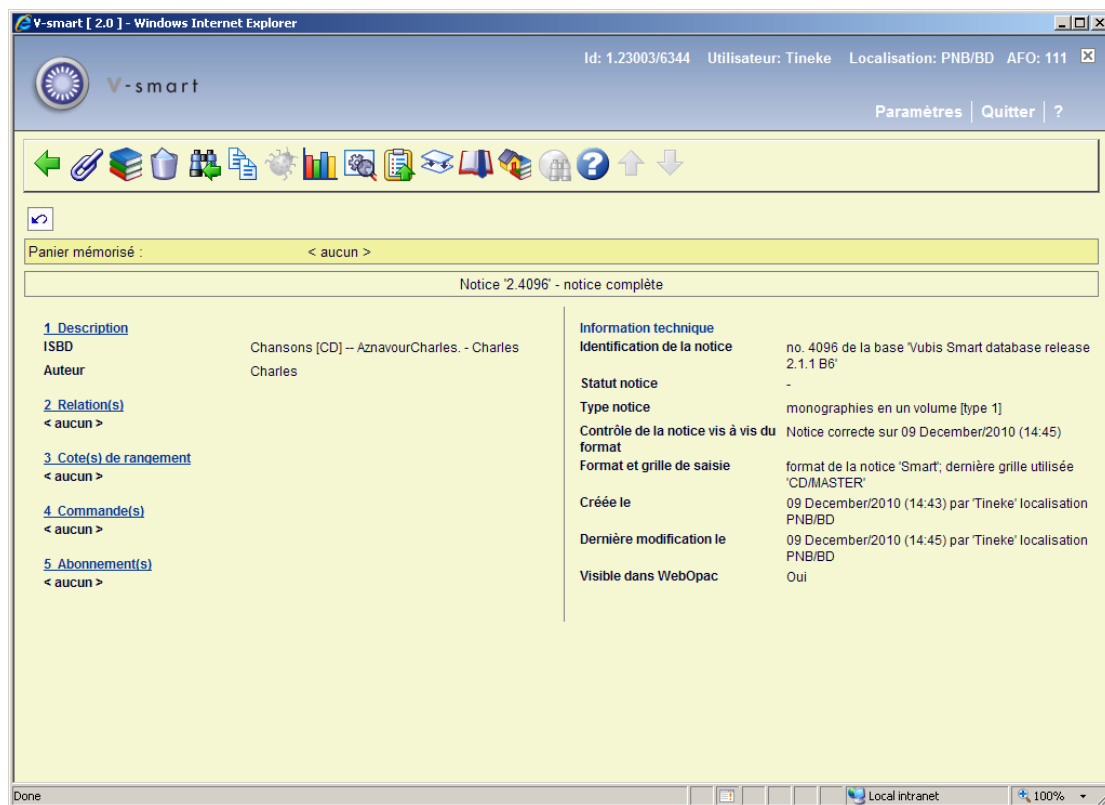 V-smart [ 2.0 ] - Windows Internet Explorer
Id: 1.23003/6344 Utilisateur: Tineke Localisation: PNB/BD AFO: 111
V-smart
Paramètres Quitter ?
Panier mémorisé : < aucun >
Notice '2.4096' - notice complète
1 Description
ISBD Chansons [CD] -- AznavourCharles. - Charles
Auteur Charles
2 Relation(s)
< aucun >
3 Cote(s) de rangement
< aucun >
4 Commande(s)
< aucun >
5 Abonnement(s)
< aucun >
Information technique
Identification de la notice no. 4096 de la base 'Vubis Smart database release
2.1.1 B6'
Statut notice -
Type notice monographies en un volume [type 1]
Contrôle de la notice vis à vis du Notice correcte sur 09 December/2010 (14:45)
format
Format et grille de saisie format de la notice 'Smart'; dernière grille utilisée
'CD/MASTER'
Créée le 09 December/2010 (14:43) par 'Tineke' localisation
PNB/BD
Dernière modification le 09 December/2010 (14:45) par 'Tineke' localisation
PNB/BD
Visible dans WebOpac Oui
Done Local intranet 100%